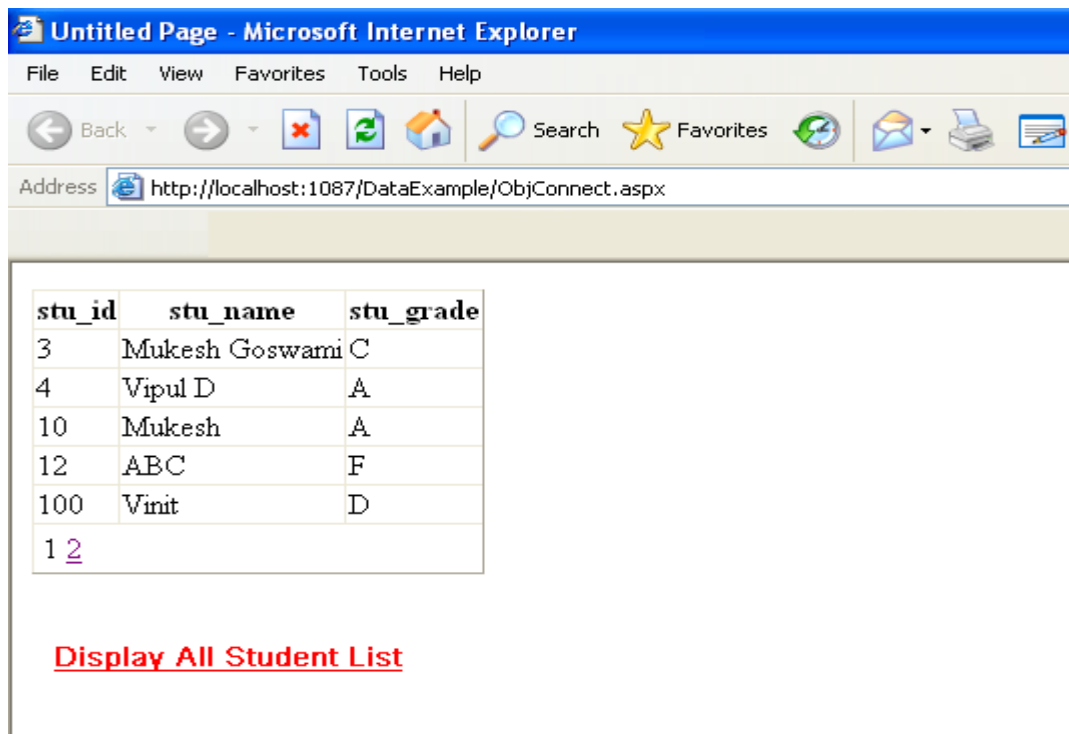 Untitled Page - Microsoft Internet Explorer
File Edit View Favorites Tools Help
Back Search Favorites
Address http://localhost:1087/DataExample/ObjConnect.aspx
stu_id stu_name stu_grade
3 Mukesh Goswami C
4 Vipul D A
10 Mukesh A
12 ABC F
100 Vinit D
1 2
Display All Student List